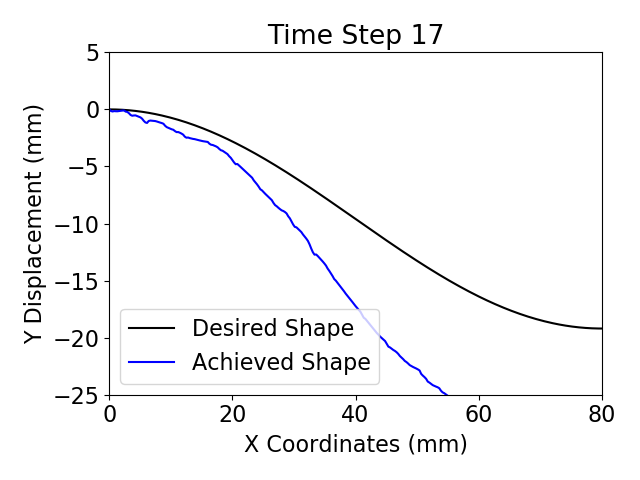 Time Step 17
5
0
−5
−10
−15
−20
−25
Y Displacement (mm)
Desired Shape
Achieved Shape
0 20 40 60 80
X Coordinates (mm)